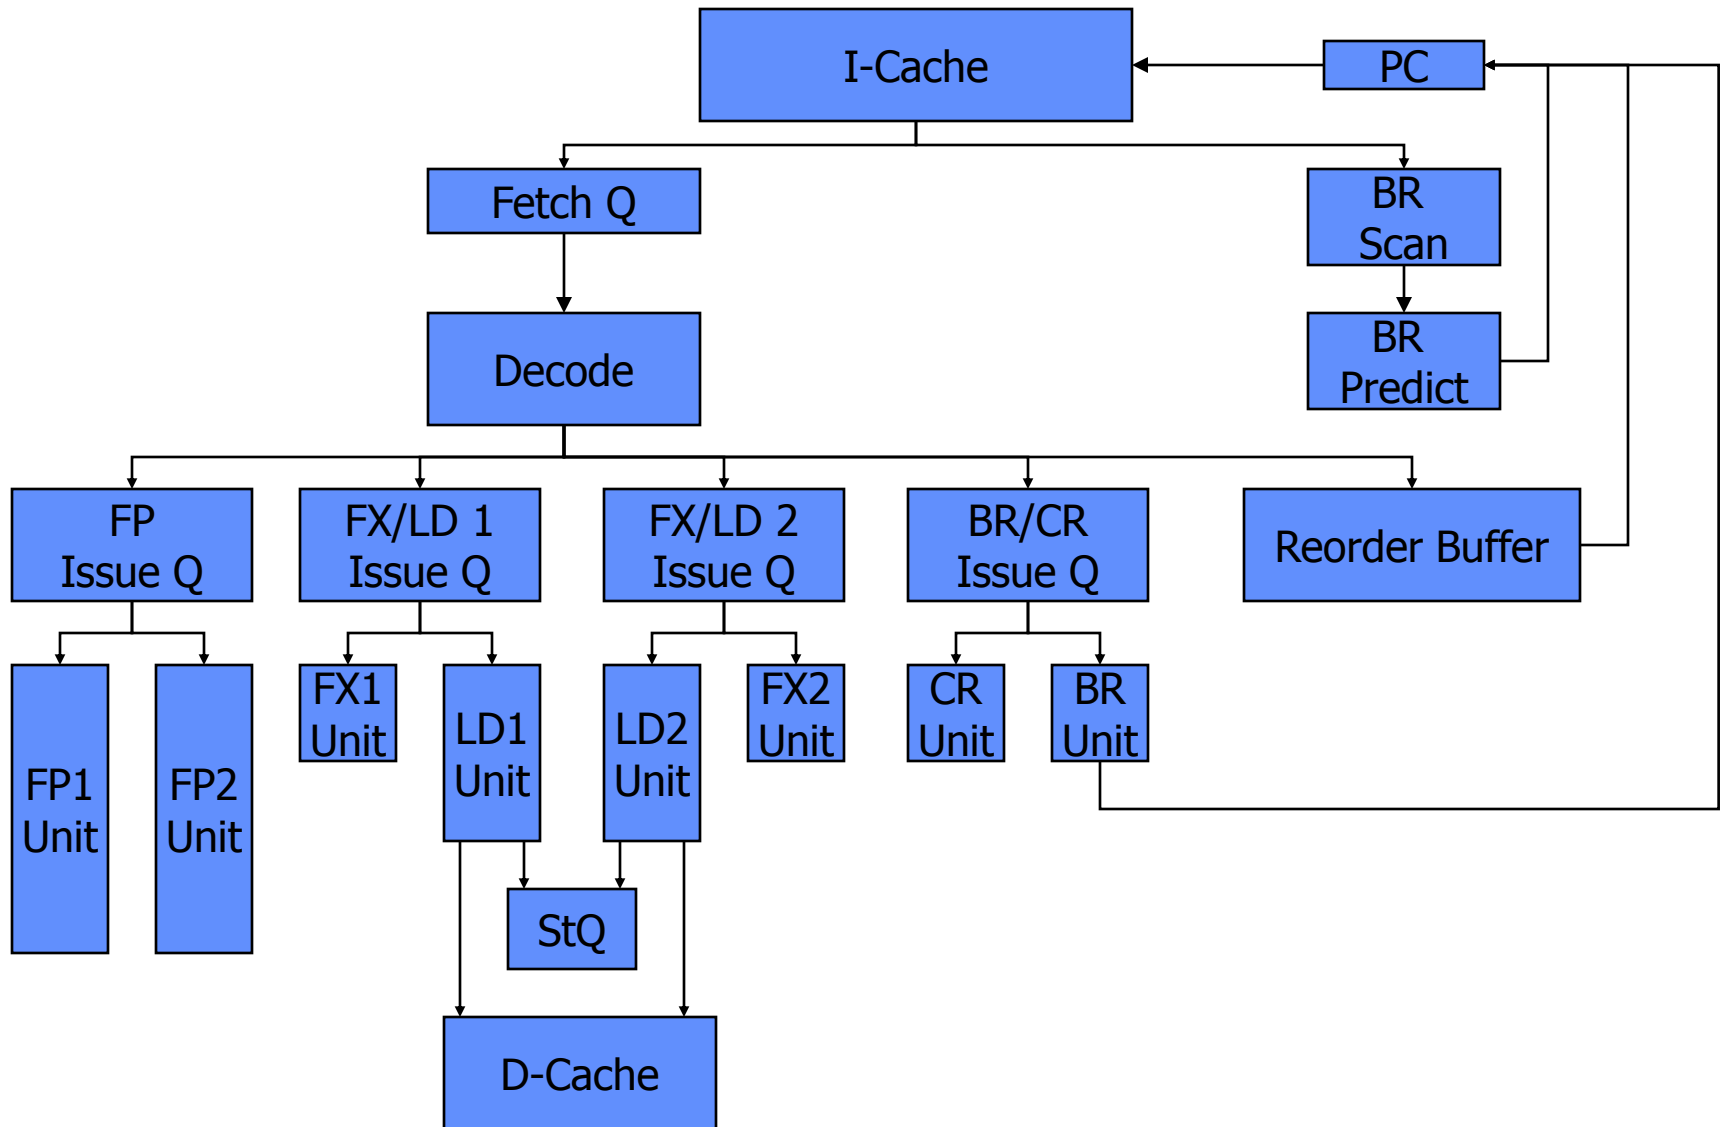 I-Cache
PC
Fetch Q
BR
Scan
Decode
BR
Predict
FP
Issue Q
FX/LD 1
Issue Q
FX/LD 2
Issue Q
BR/CR
Issue Q
Reorder Buffer
FP1
Unit
FP2
Unit
FX1
Unit
LD1
Unit
LD2
Unit
FX2
Unit
CR
Unit
BR
Unit
StQ
D-Cache